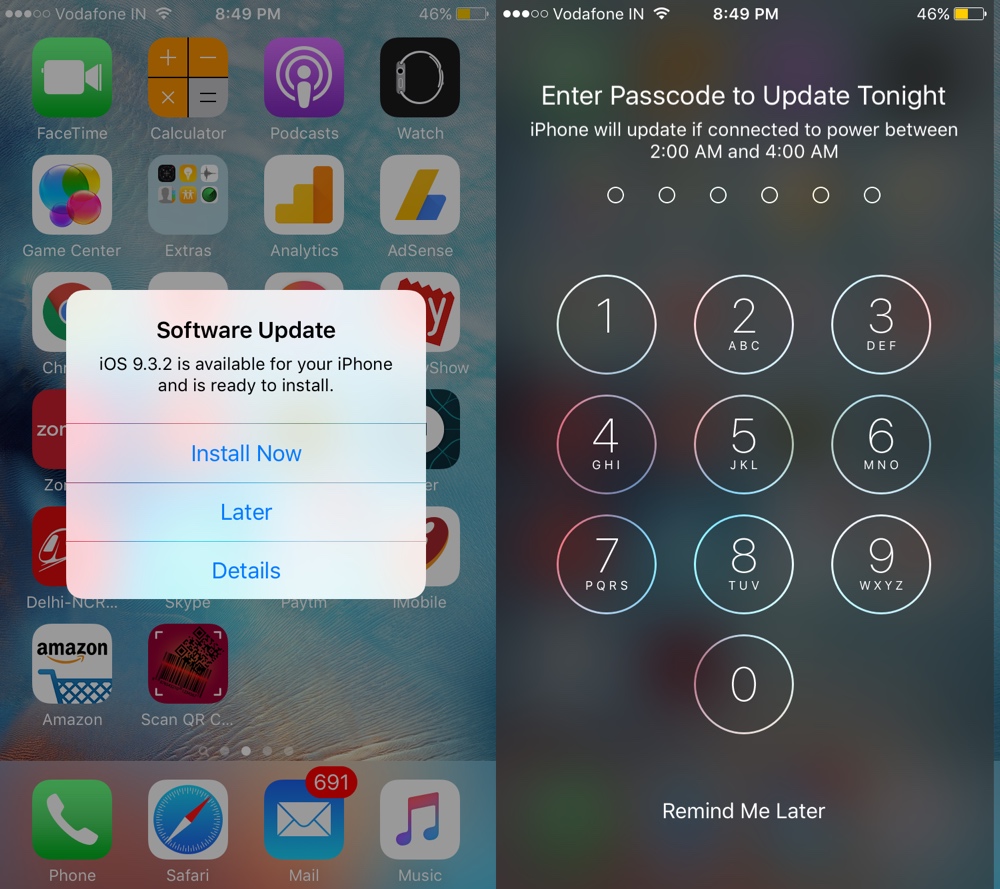 Vodafone IN 8:49 PM 46%
FaceTime Calculator Podcasts Watch
Game Center Extras Analytics AdSense
Software Update
iOS 9.3.2 is available for your iPhone
and is ready to install.
Install Now
Later
Details
Delhi-NCR... Skype Paytm iMobile
amazon
Amazon Scan QR C...
691
Phone Safari Mail Music
Vodafone IN 8:49 PM 46%
Enter Passcode to Update Tonight
iPhone will update if connected to power between
2:00 AM and 4:00 AM
1 2 3
ABC DEF
4 5 6
GHI JKL MNO
7 8 9
PQRS TUV WXYZ
0
Remind Me Later